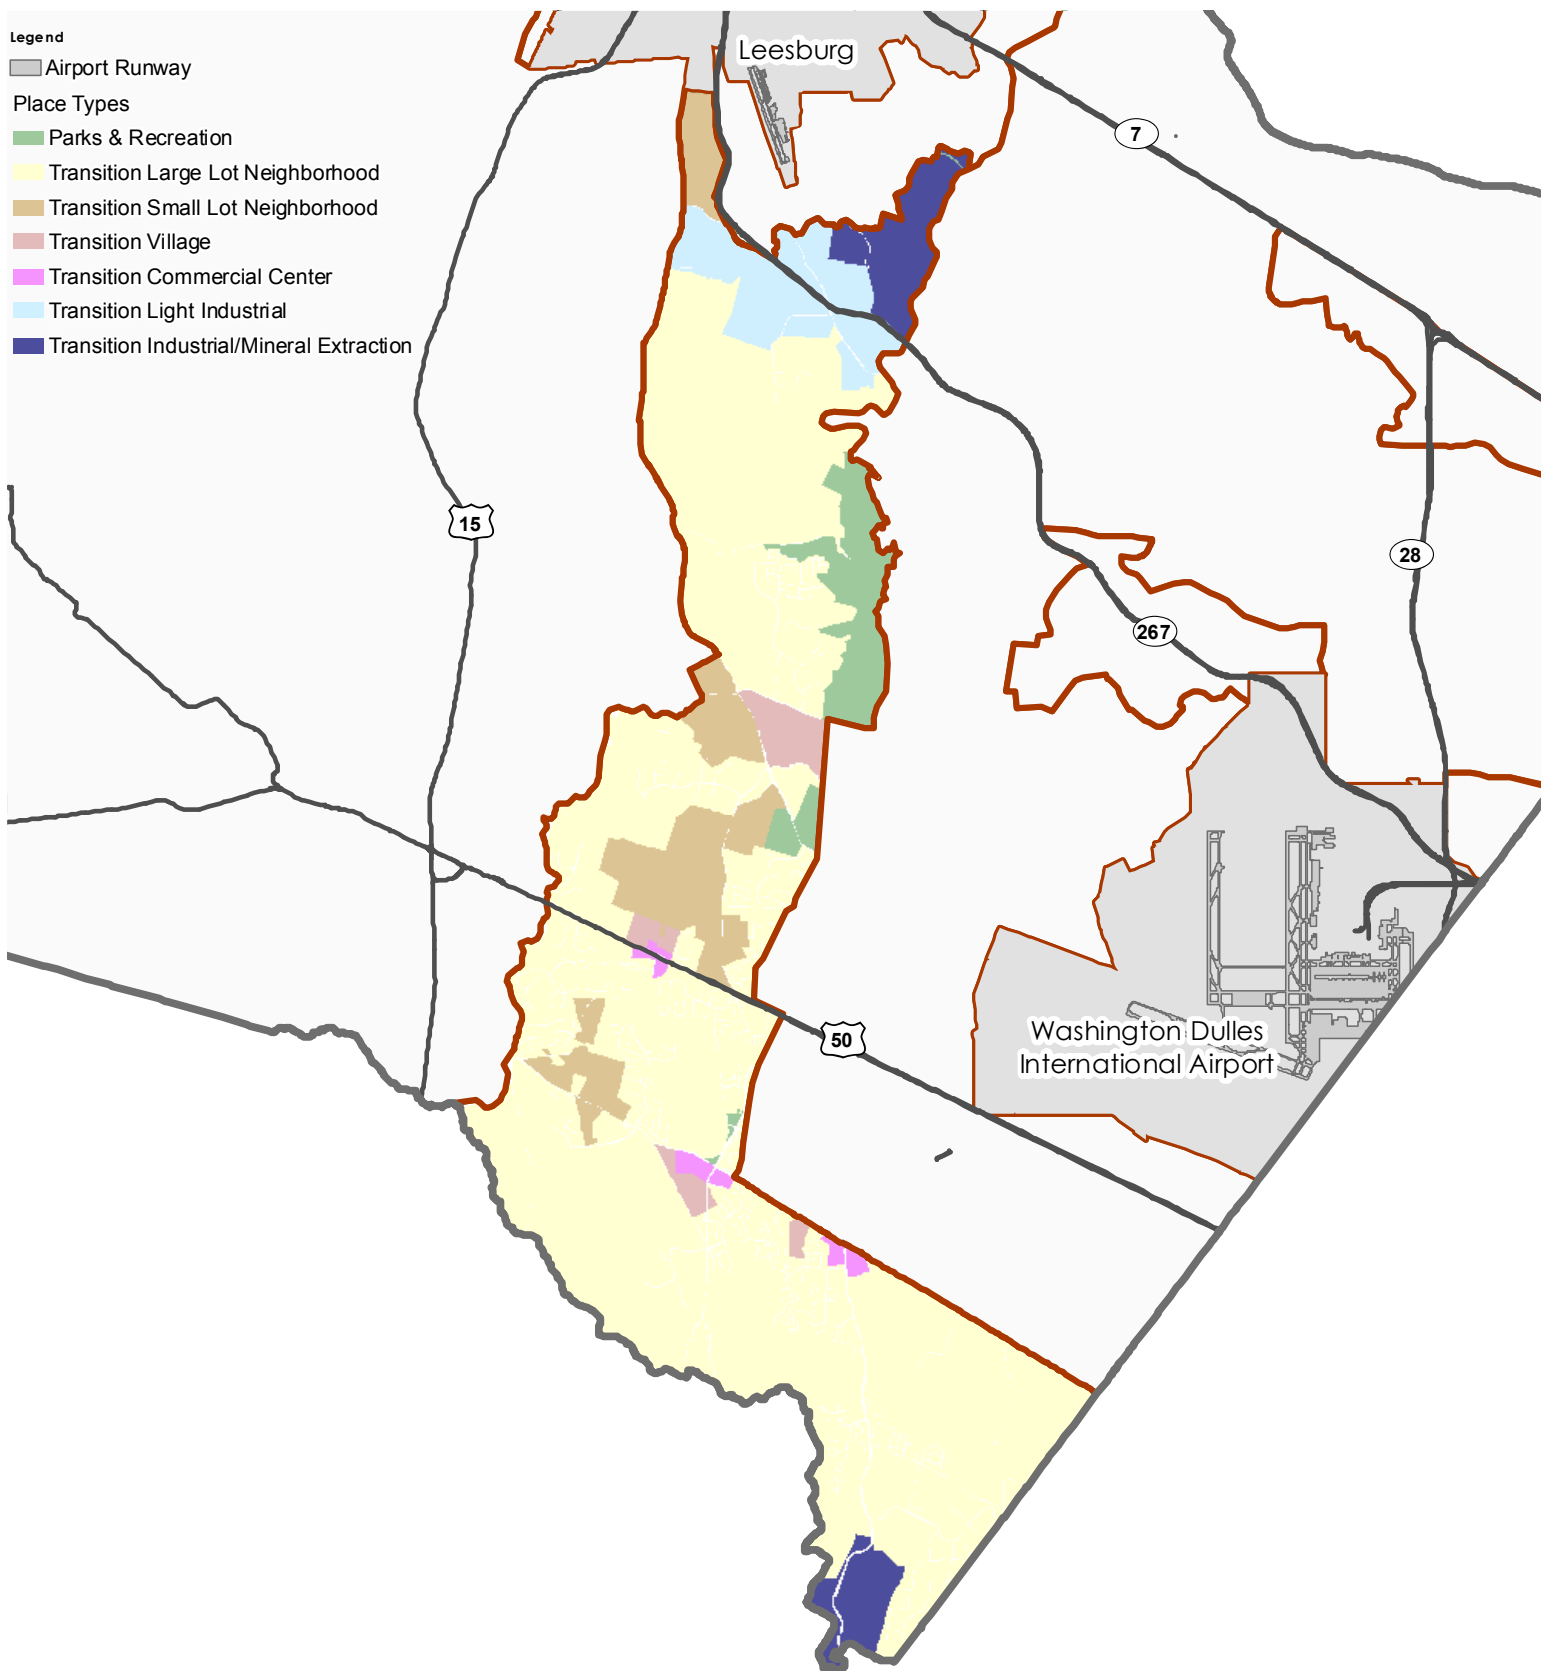 Legend
Airport Runway
Place Types
Parks & Recreation
Transition Large Lot Neighborhood
Transition Small Lot Neighborhood
Transition Village
Transition Commercial Center
Transition Light Industrial
Transition Industrial/Mineral Extraction
Leesburg
7
15
28
267
50
Washington Dulles
International Airport